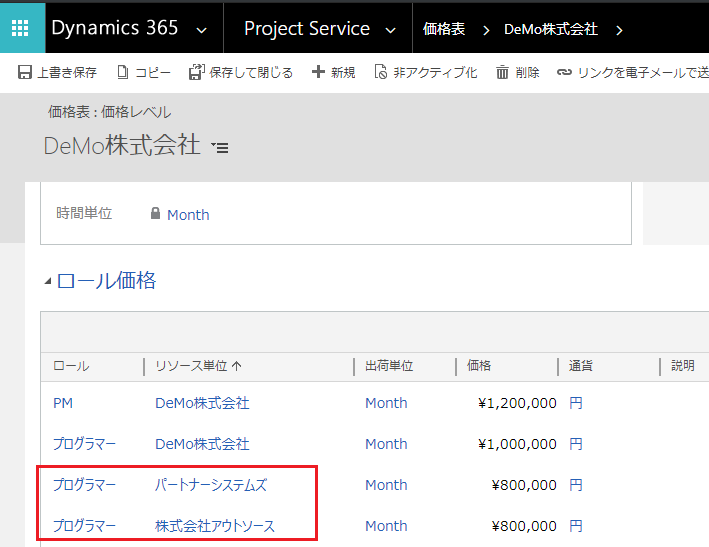 Dynamics 365 Project Service 価格表 DeMo株式会社
上書き保存 コピー 保存して閉じる 新規 非アクティブ化 削除 リンクを電子メールで送
価格表 : 価格レベル
DeMo株式会社
時間単位 Month
ロール価格
ロール リソース単位 出荷単位 価格 通貨 説明
PM DeMo株式会社 Month ¥1,200,000 円
プログラマー DeMo株式会社 Month ¥1,000,000 円
プログラマー パートナーシステムズ Month ¥800,000 円
プログラマー 株式会社アウトソース Month ¥800,000 円